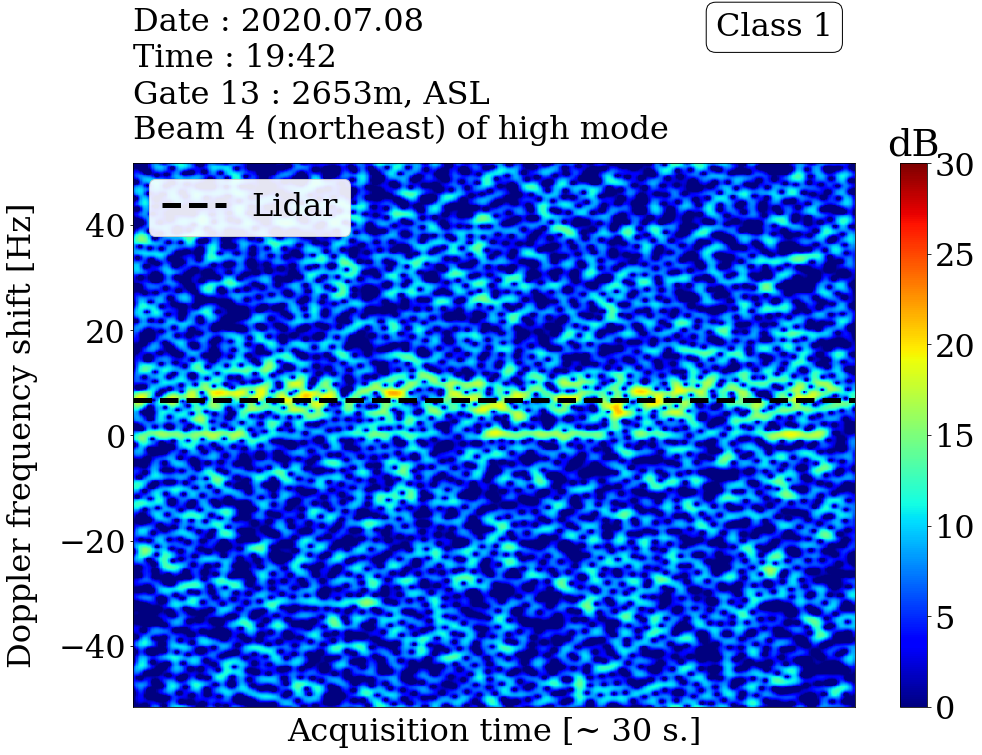 Date : 2020.07.08
Time : 19:42
Gate 13 : 2653m, ASL
Beam 4 (northeast) of high mode
Class 1
dB
Lidar
Doppler frequency shift [Hz]
40
20
0
−20
−40
30
25
20
15
10
5
0
Acquisition time [~ 30 s.]